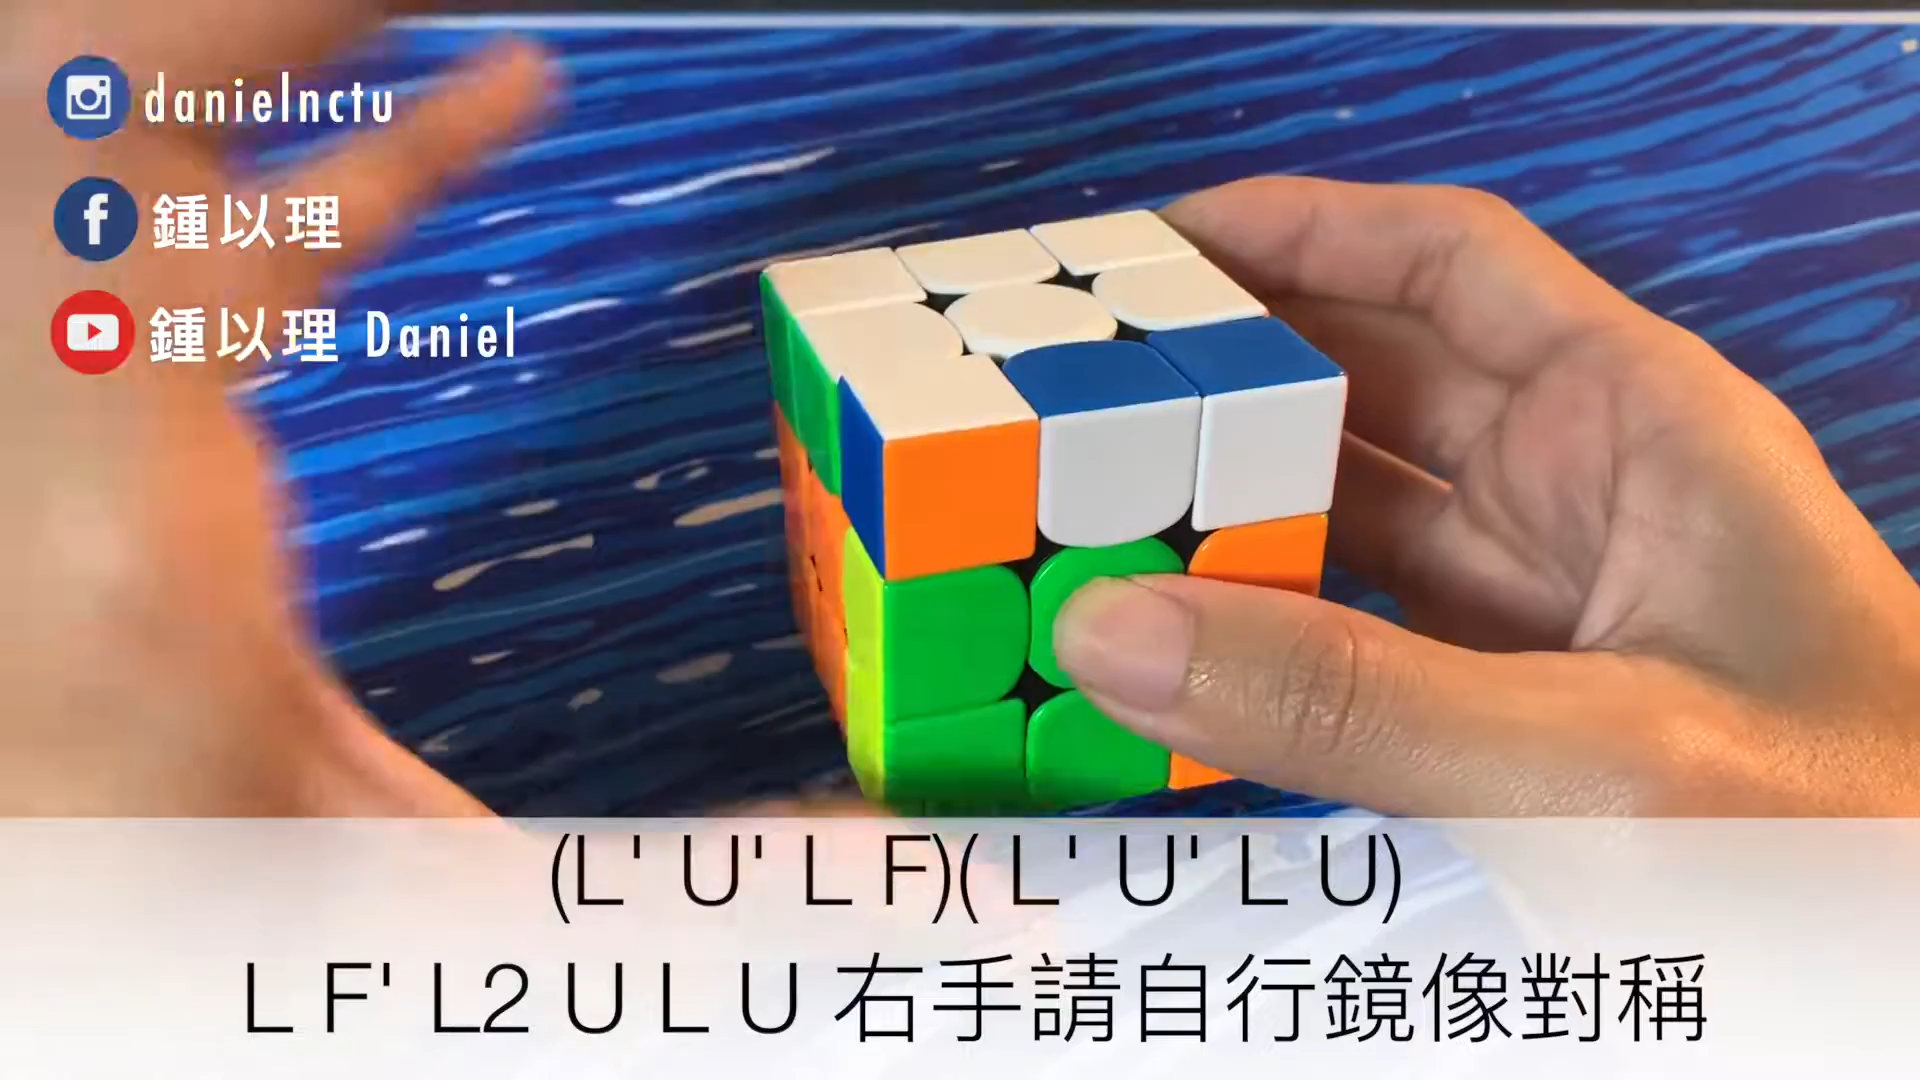 danielnctu
鍾以理
鍾以理 Daniel
(L' U' L F)( L' U' L U)
L F' L2 U L U 右手請自行鏡像對稱